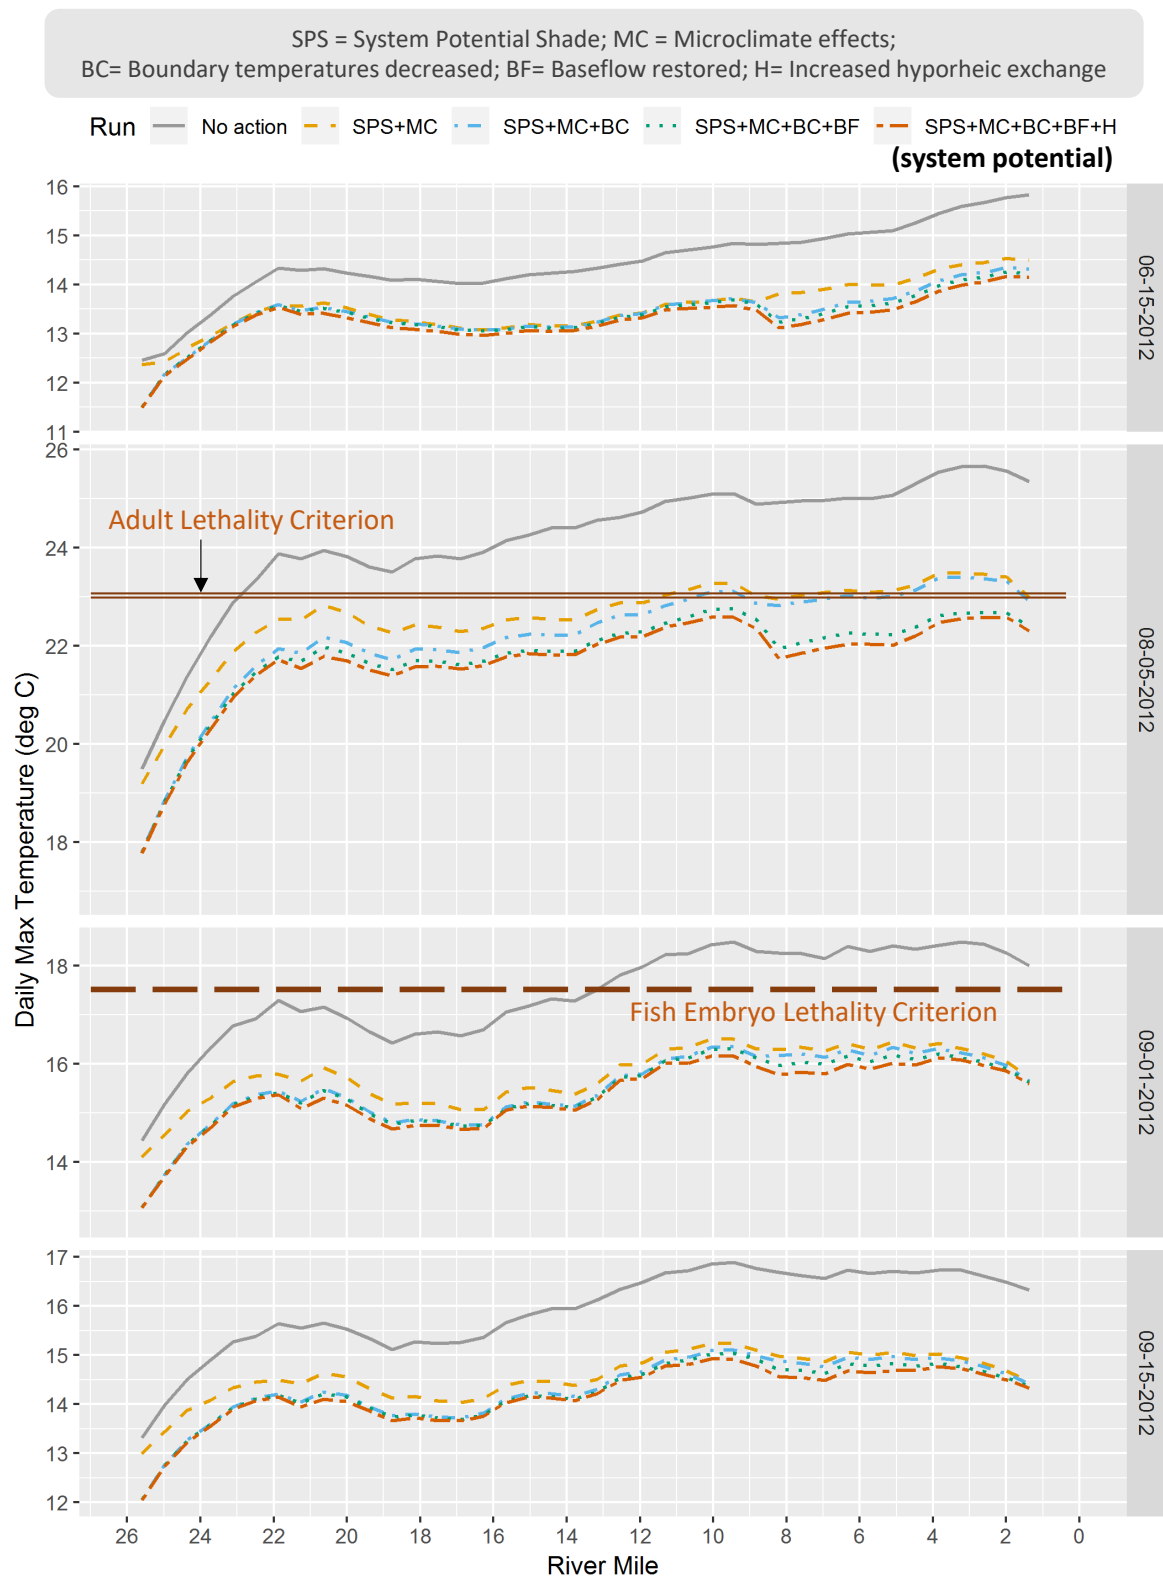 SPS = System Potential Shade; MC = Microclimate effects;
BC= Boundary temperatures decreased; BF= Baseflow restored; H= Increased hyporheic exchange
Run No action SPS+MC SPS+MC+BC SPS+MC+BC+BF SPS+MC+BC+BF+H
(system potential)
16
15
14
13
12
11
06-15-2012
26
24
22
20
18
Adult Lethality Criterion
08-05-2012
Daily Max Temperature (deg C)
18
16
14
Fish Embryo Lethality Criterion
09-01-2012
17
16
15
14
13
12
09-15-2012
26 24 22 20 18 16 14 12 10 8 6 4 2 0
River Mile